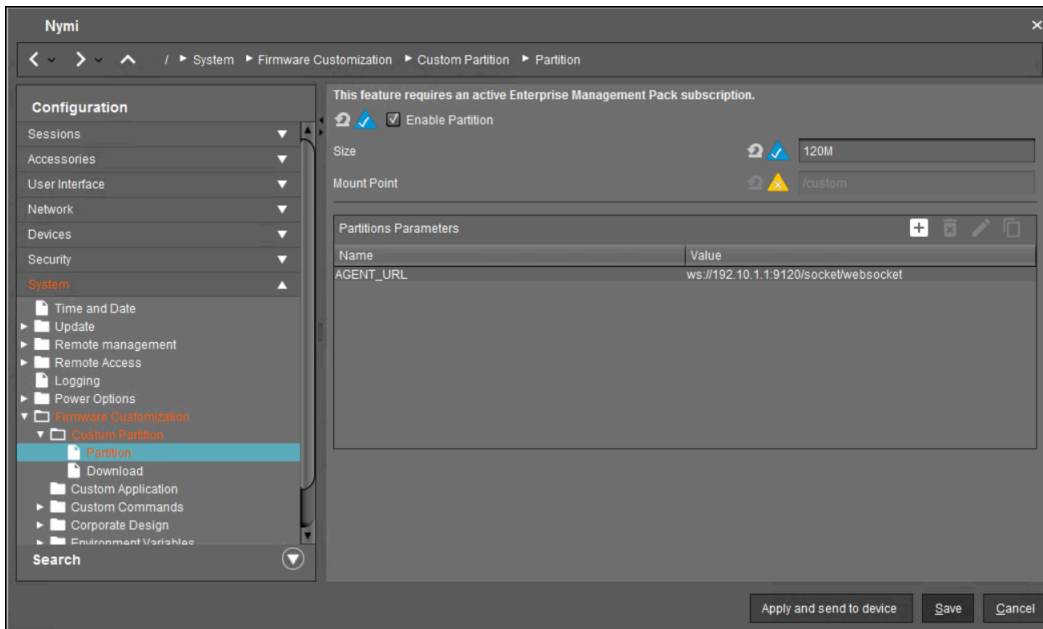 Nymi
/ System Firmware Customization Custom Partition Partition
Configuration
Sessions
Accessories
User Interface
Network
Devices
Security
System
Time and Date
Update
Remote management
Remote Access
Logging
Power Options
Firmware Customization
Custom Partition
Partition
Download
Custom Application
Custom Commands
Corporate Design
Environment Variables
Search
This feature requires an active Enterprise Management Pack subscription.
Enable Partition
Size 120M
Mount Point /custom
Partitions Parameters
Name Value
AGENT_URL ws://192.10.1.1:9120/socket/websocket
Apply and send to device Save Cancel